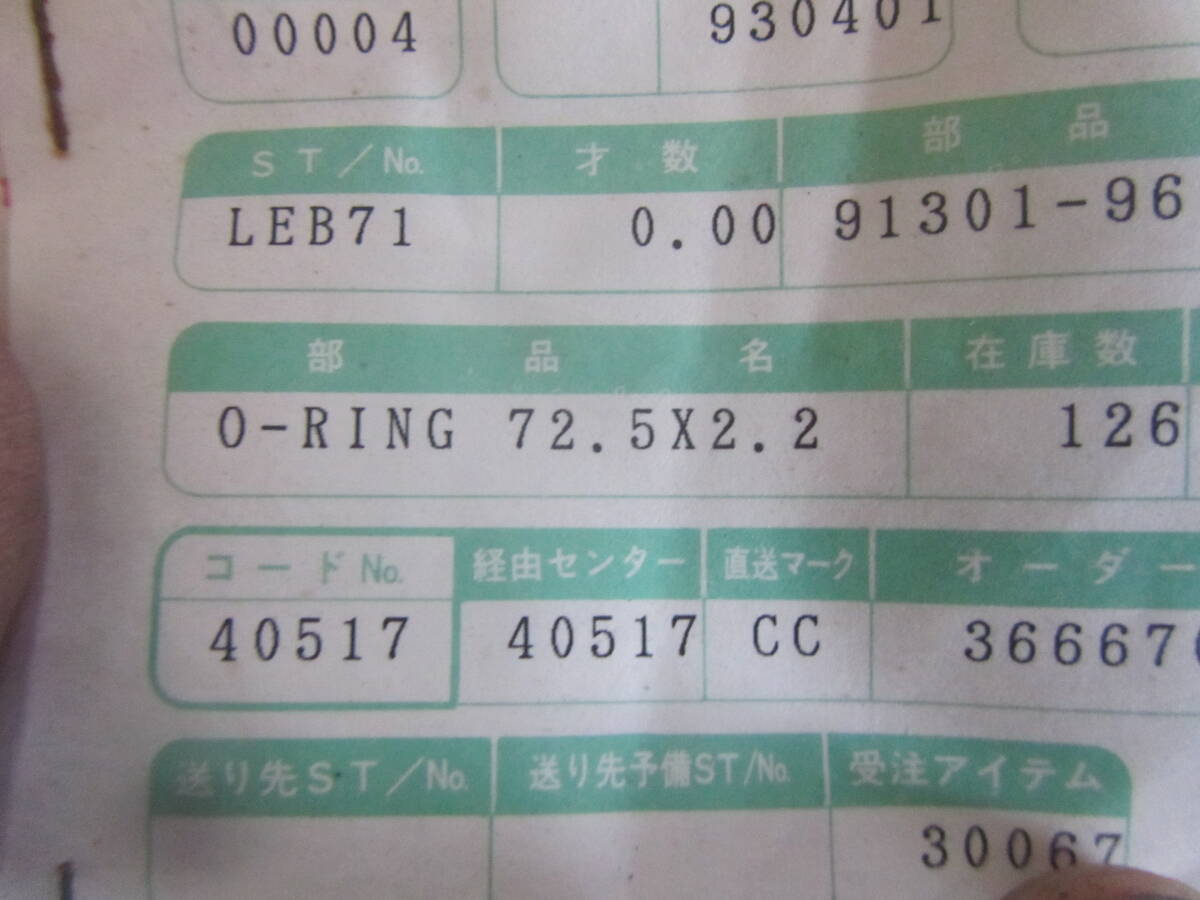 00004 930401
ST/No. 才数 部品
LEB71 0.00 91301-96
部品名 在庫数
O-RING 72.5X2.2 126
コードNo. 経由センター 直送マーク オーダー
40517 40517 CC 36667
送り先ST/No. 送り先予備ST/No. 受注アイテム
30067